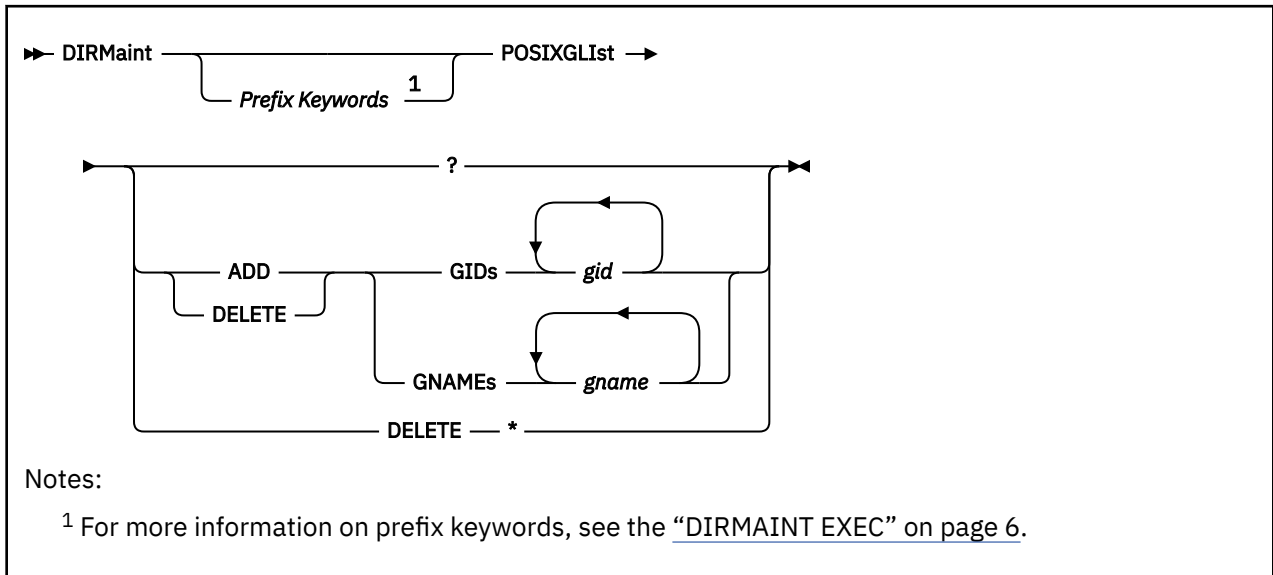 DIRMaint Prefix Keywords 1 POSIXGLIst
?
ADD
DELETE
GIDs gid
GNAMEs gname
DELETE *
Notes:
1 For more information on prefix keywords, see the “DIRMAINT EXEC” on page 6.